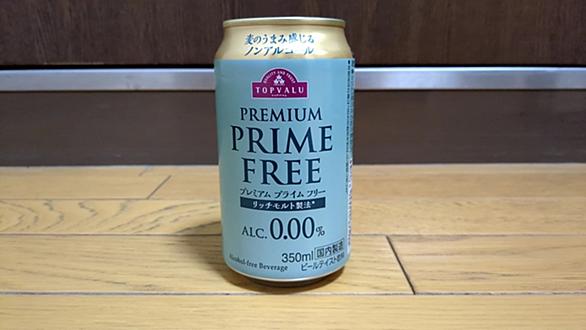 麦のうまみ感じる
ノンアルコール
QUALITY AND TRUST
TOPVALU
PREMIUM
PRIME
FREE
プレミアム プライム フリー
リッチモルト製法*
ALC. 0.00%
350ml 国内製造
Alcohol-free Beverage ビールテイスト飲料